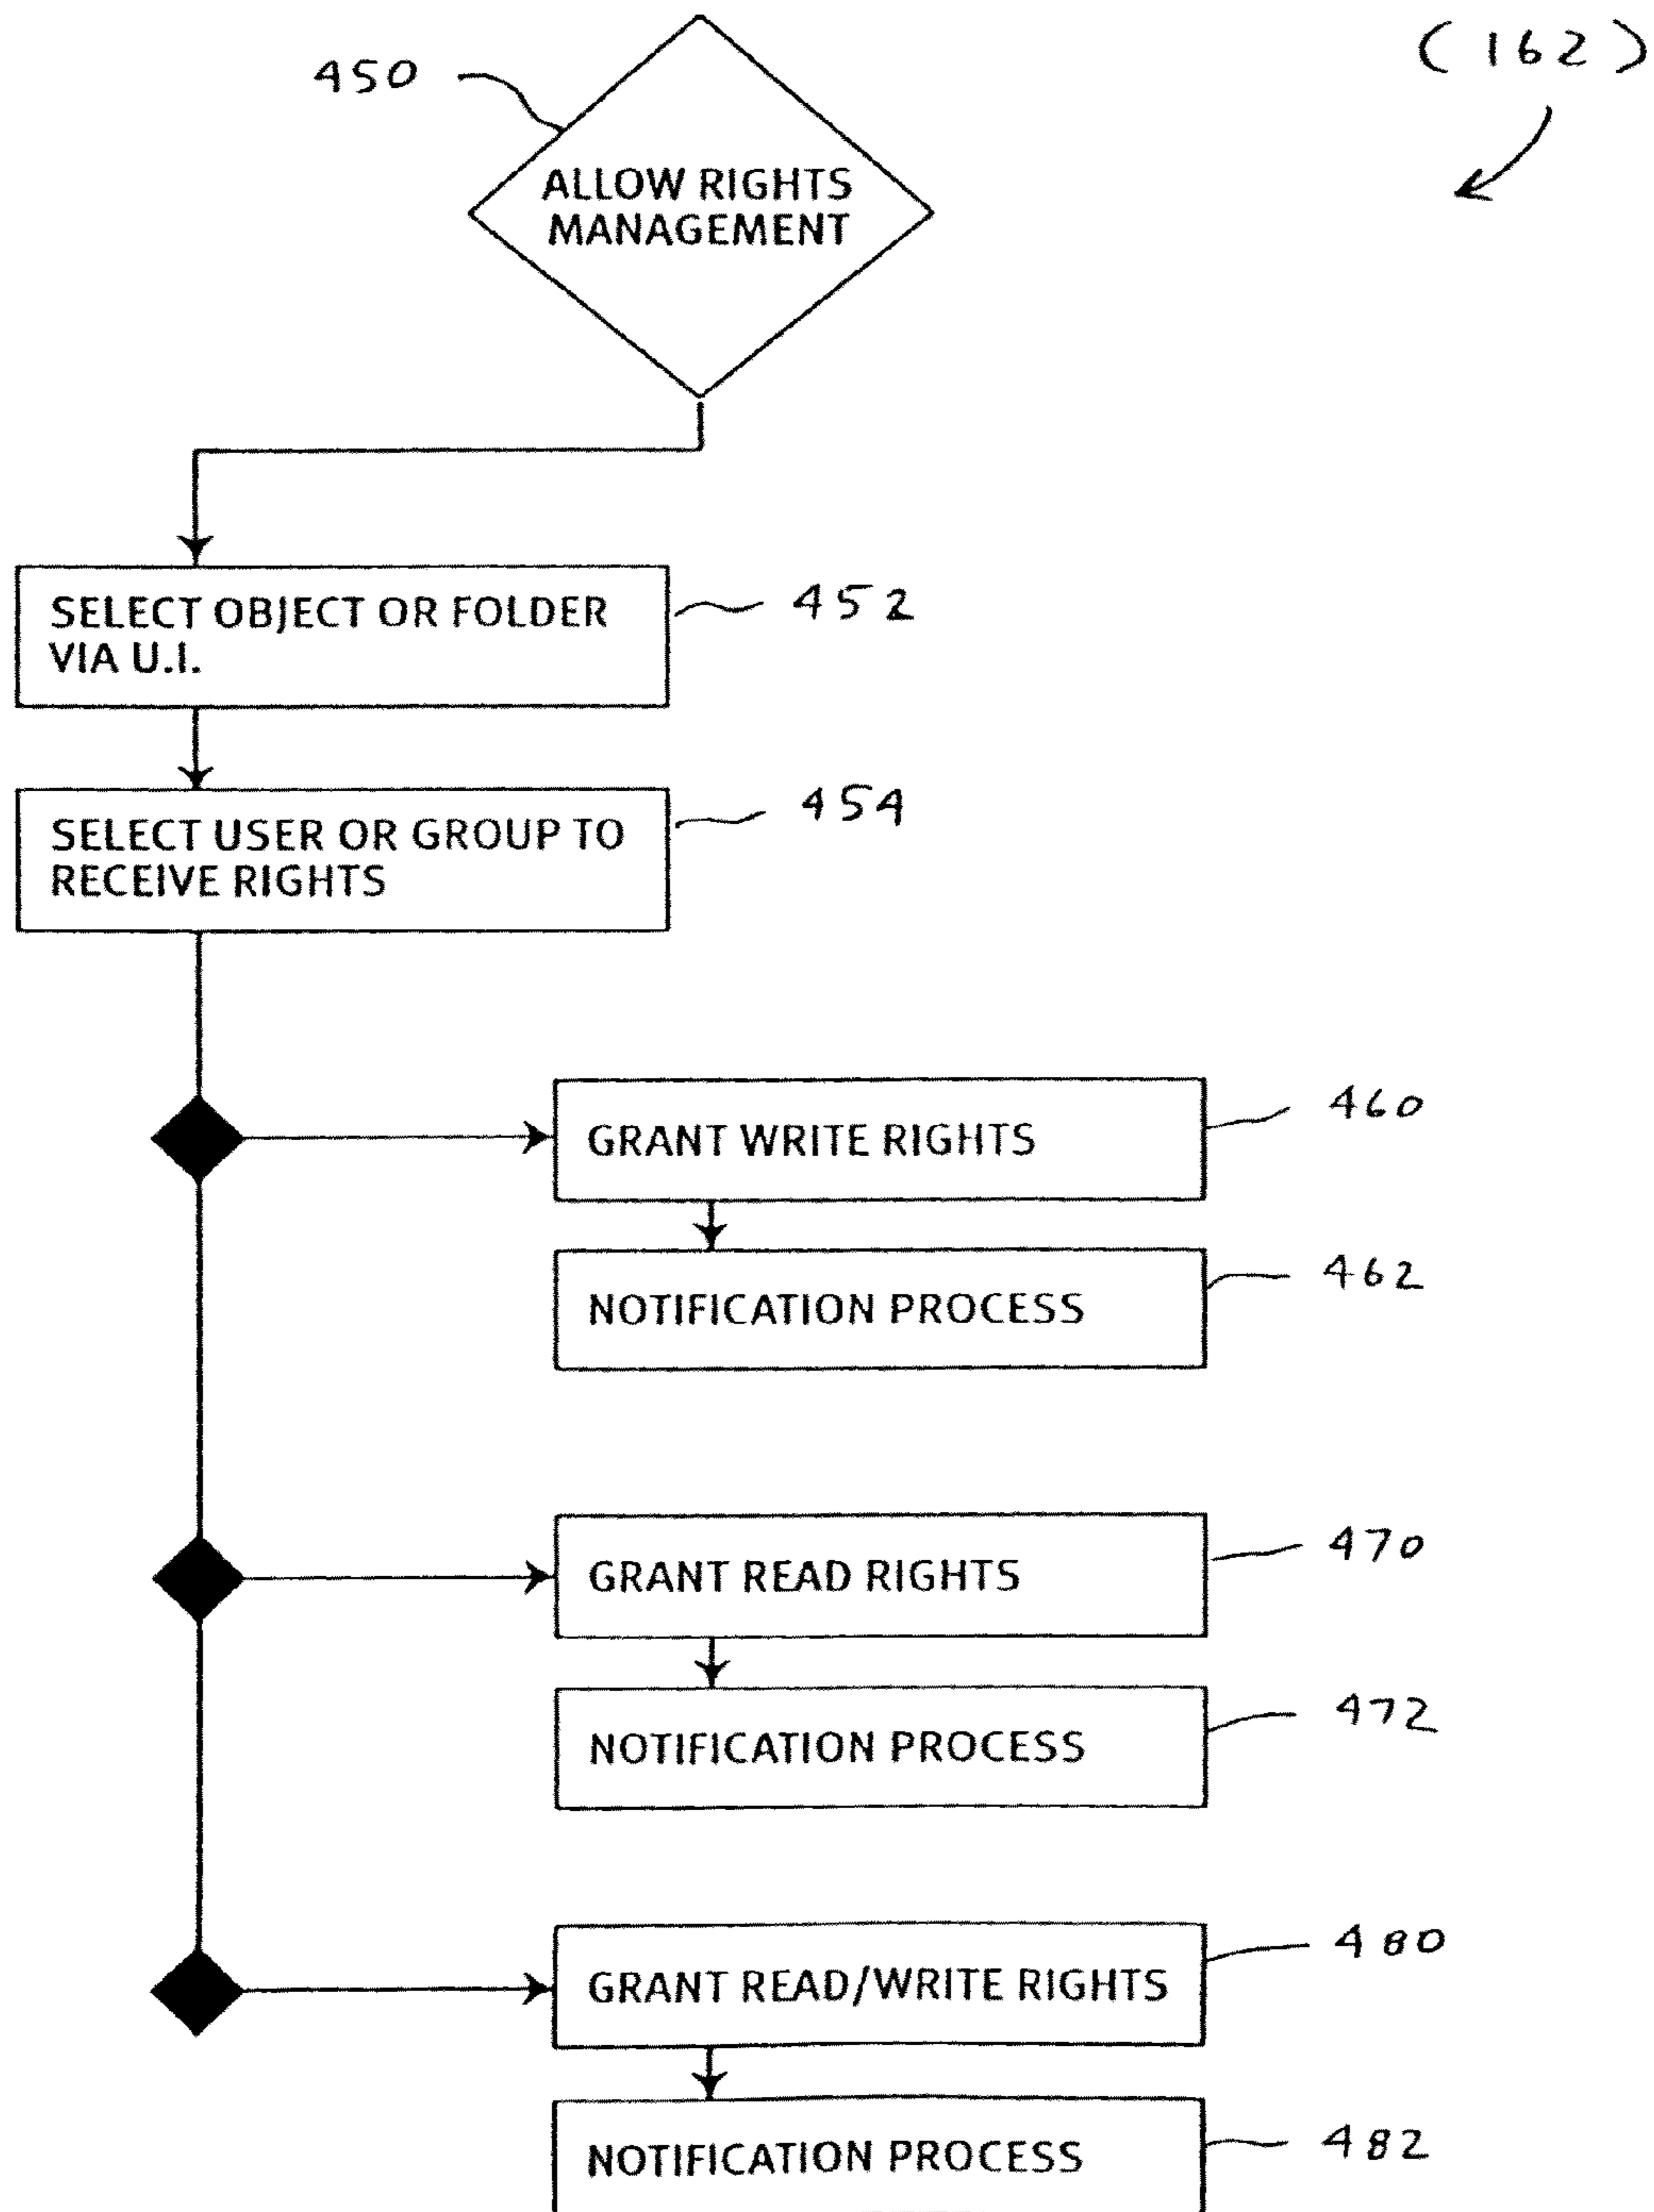 450
(162)
ALLOW RIGHTS
MANAGEMENT
SELECT OBJECT OR FOLDER
VIA U.I.
452
SELECT USER OR GROUP TO
RECEIVE RIGHTS
454
GRANT WRITE RIGHTS
460
NOTIFICATION PROCESS
462
GRANT READ RIGHTS
470
NOTIFICATION PROCESS
472
GRANT READ/WRITE RIGHTS
480
NOTIFICATION PROCESS
482